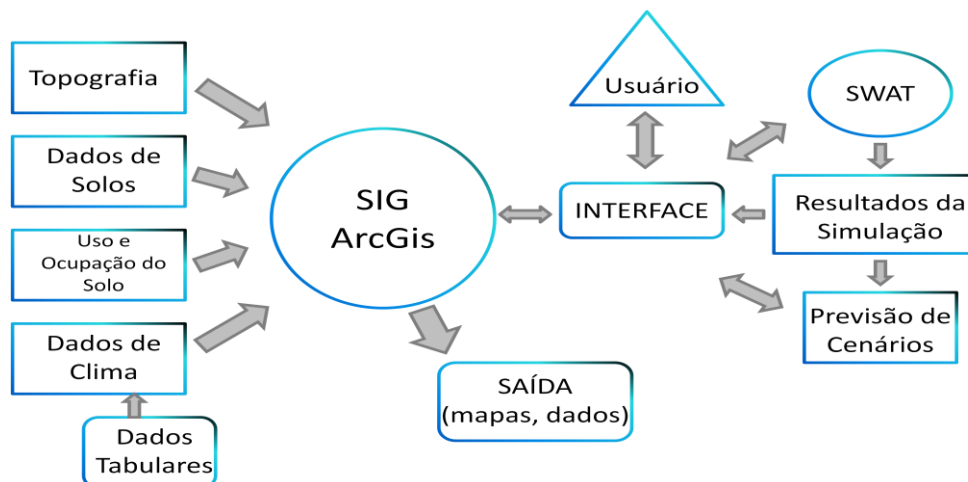 Topografia
Dados de
Solos
Uso e
Ocupação do
Solo
Dados de
Clima
Dados
Tabulares
SIG
ArcGis
SAÍDA
(mapas, dados)
Usuário
INTERFACE
SWAT
Resultados da
Simulação
Previsão de
Cenários